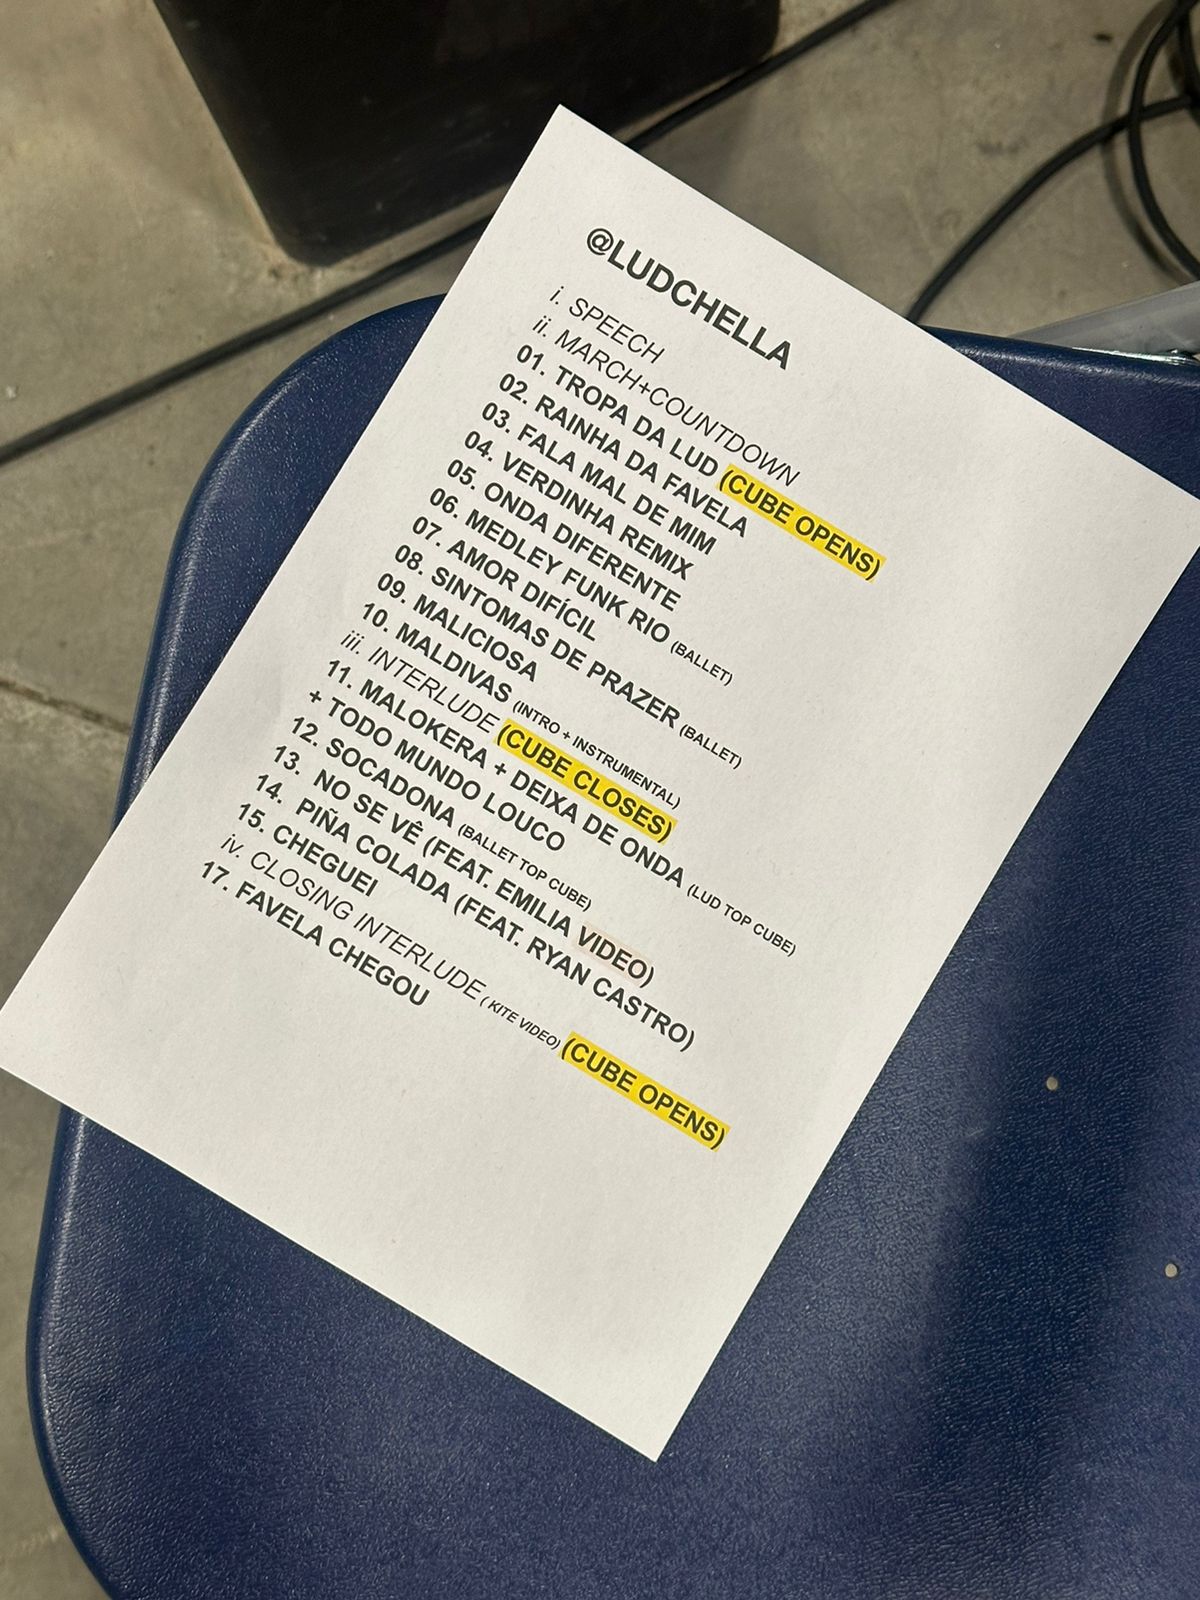 @LUDCHELLA
i. SPEECH
ii. MARCH+COUNTDOWN
01. TROPA DA LUD (CUBE OPENS)
02. RAINHA DA FAVELA
03. FALA MAL DE MIM
04. VERDINHA REMIX
05. ONDA DIFERENTE
06. MEDLEY FUNK RIO (BALLET)
07. AMOR DIFÍCIL
08. SINTOMAS DE PRAZER (BALLET)
09. MALICIOSA
10. MALDIVAS (INTRO + INSTRUMENTAL)
iii. INTERLUDE (CUBE CLOSES)
11. MALOKERA + DEIXA DE ONDA (LUD TOP CUBE)
+ TODO MUNDO LOUCO
12. SOCADONA (BALLET TOP CUBE)
13. NO SE VÊ (FEAT. EMILIA VIDEO)
14. PIÑA COLADA (FEAT. RYAN CASTRO)
15. CHEGUEI
iv. CLOSING INTERLUDE ( KITE VIDEO) (CUBE OPENS)
17. FAVELA CHEGOU